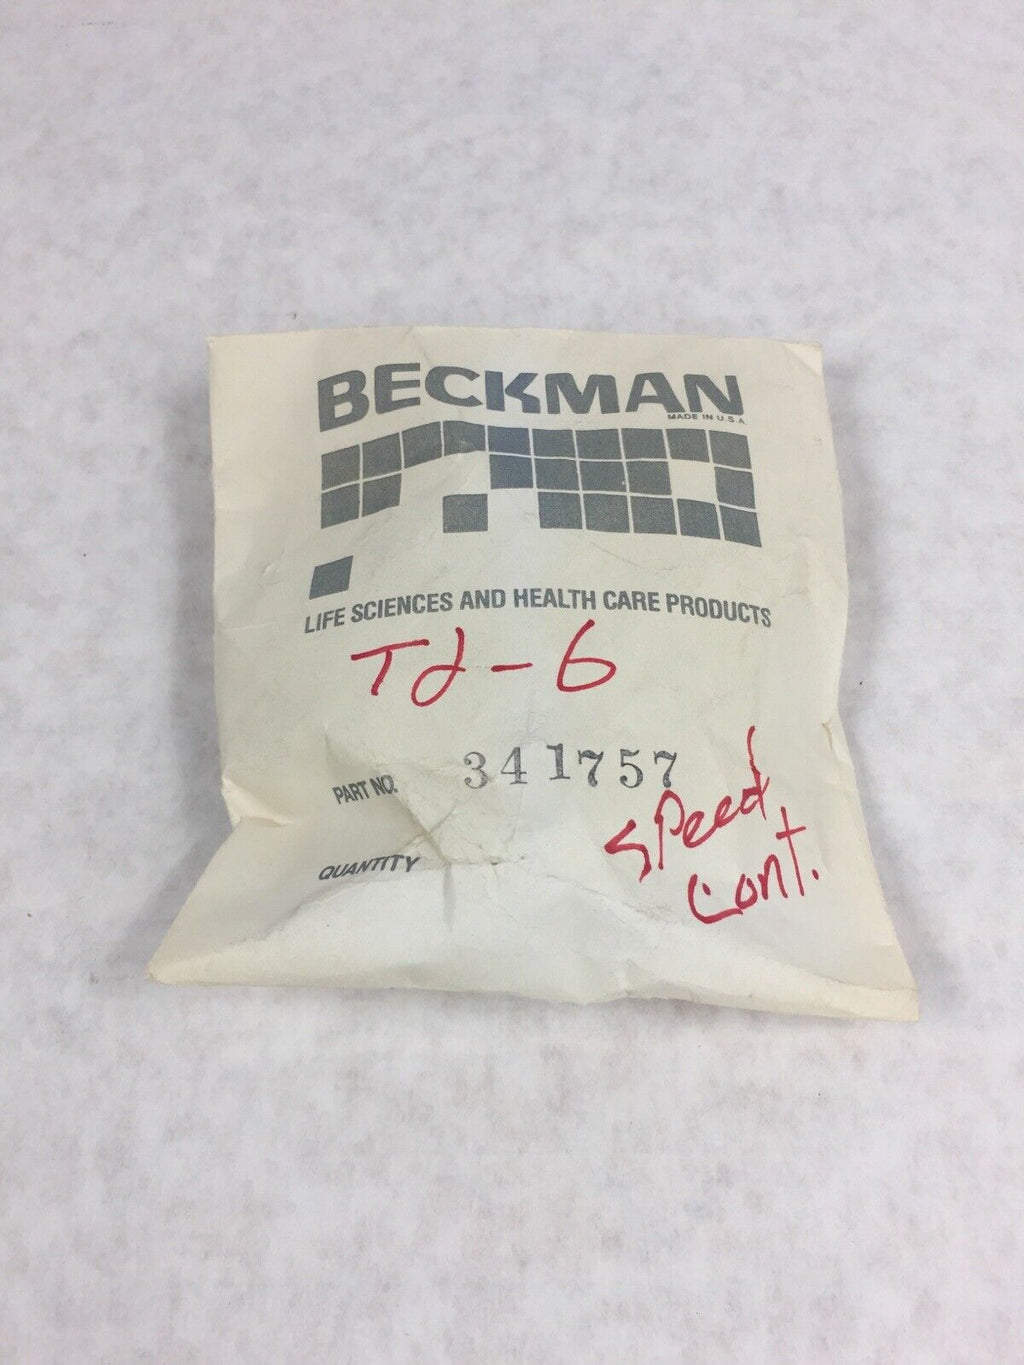 BECKMAN
MADE IN U.S.A.
LIFE SCIENCES AND HEALTH CARE PRODUCTS
TJ-6
PART NO. 341757
speed
cont.
QUANTITY